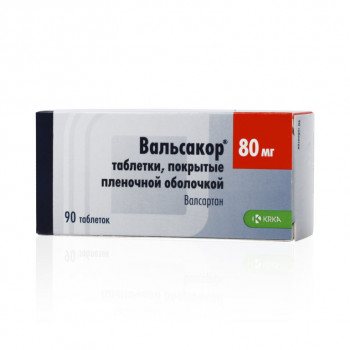 Вальсакор® 80 мг
таблетки, покрытые
пленочной оболочкой
Валсартан
90 таблеток
KRKA